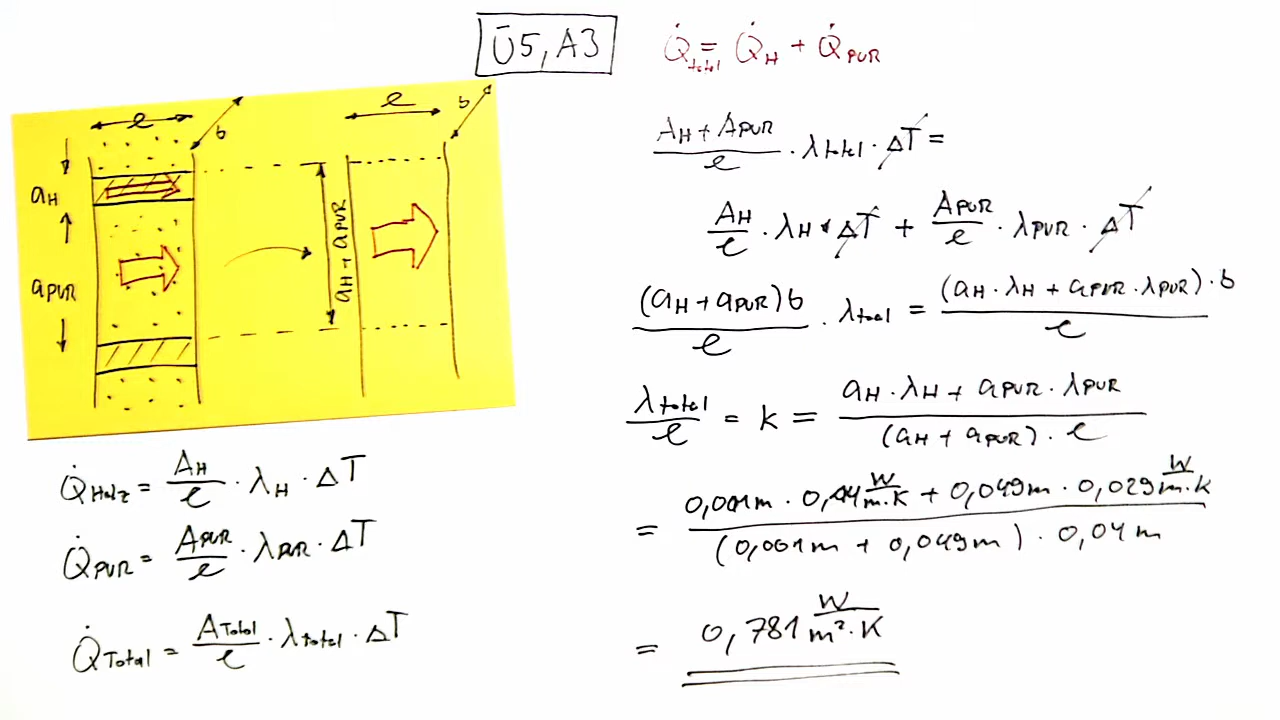 Ü5, A3
Q̇total = Q̇H + Q̇PUR
(AH + APUR)/e · λtotal · ΔT =
AH/e · λH · ΔT + APUR/e · λPUR · ΔT
((aH + aPUR) b)/e · λtotal = ((aH · λH + aPUR · λPUR) · b)/e
λtotal/e = k = (aH · λH + aPUR · λPUR)/((aH + aPUR) · e)
= (0,001m · 0,14 W/m·K + 0,049m · 0,029 W/m·K)/((0,001m + 0,049m) · 0,04m)
= 0,781 W/m²·K
e
b
aH
aPUR
e
b
aH + aPUR
Q̇Holz = AH/e · λH · ΔT
Q̇PUR = APUR/e · λPUR · ΔT
Q̇Total = ATotal/e · λtotal · ΔT